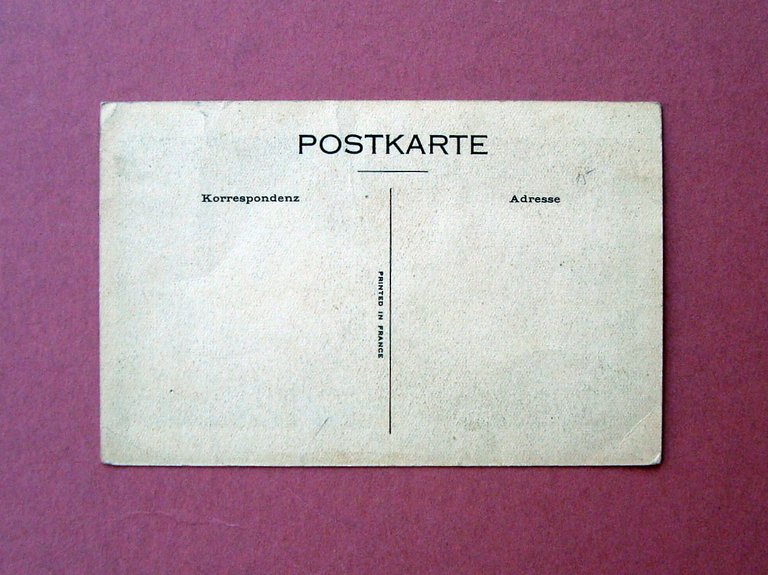 POSTKARTE
Korrespondenz
Adresse
PRINTED IN FRANCE